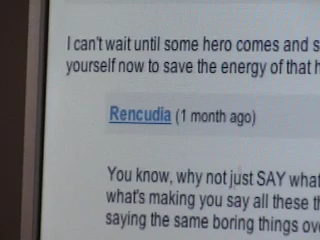 I can't wait until some hero comes and s
yourself now to save the energy of that h
Rencudia (1 month ago)
You know, why not just SAY what
what's making you say all these th
saying the same boring things ov